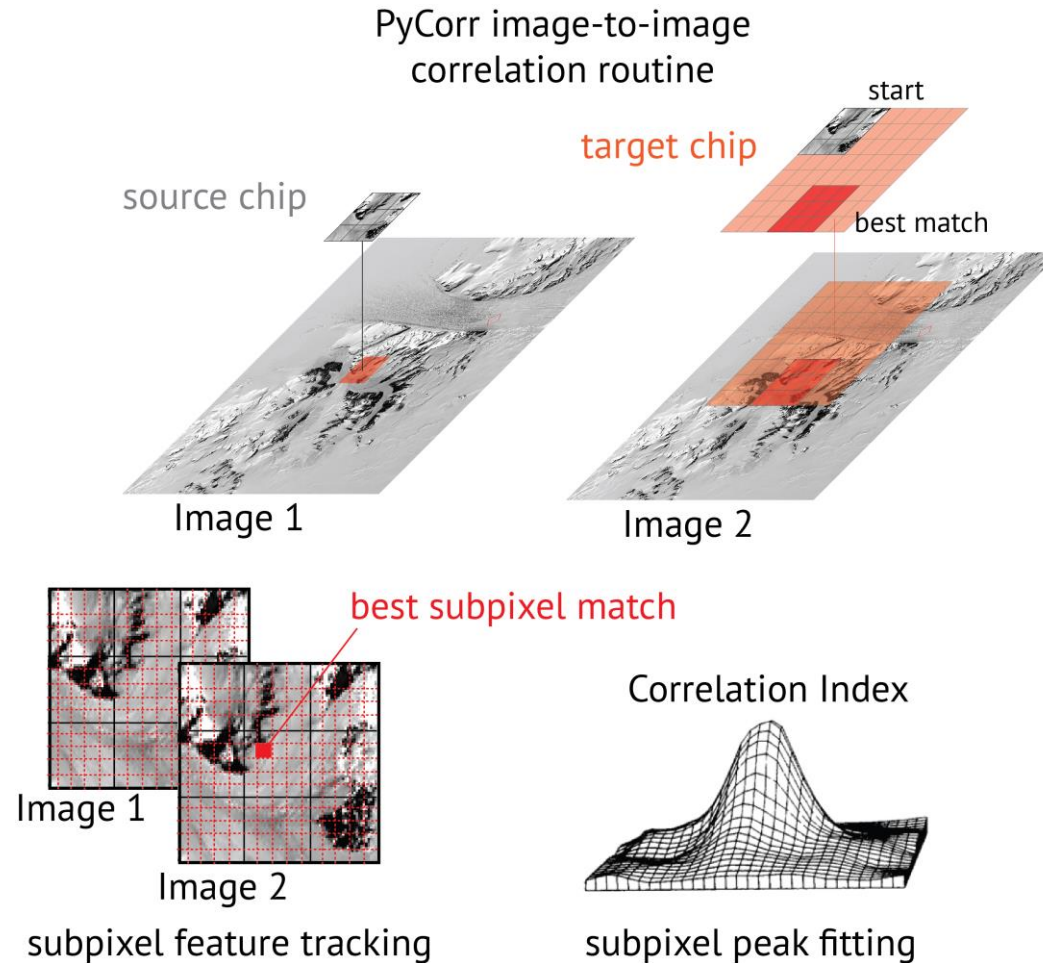 PyCorr image-to-image
correlation routine
start
target chip
source chip
best match
Image 1
Image 2
best subpixel match
Correlation Index
Image 1
Image 2
subpixel feature tracking
subpixel peak fitting